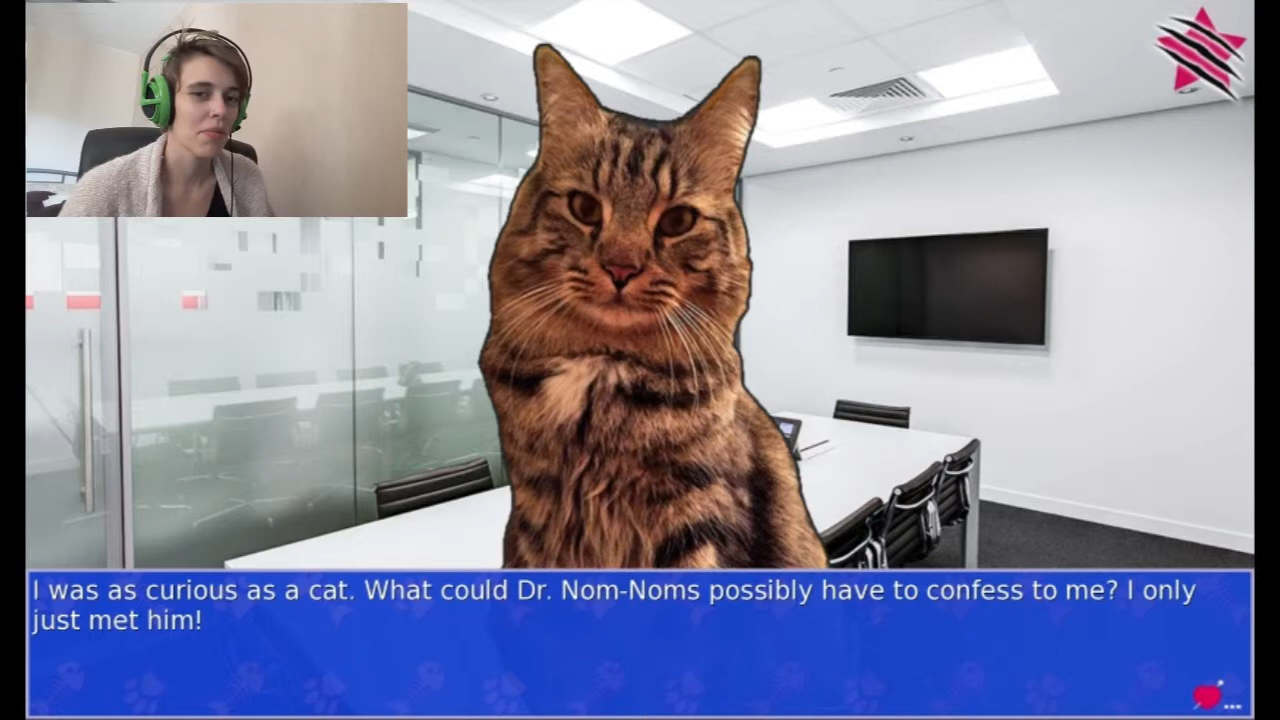 I was as curious as a cat. What could Dr. Nom-Noms possibly have to confess to me? I only
just met him!
...